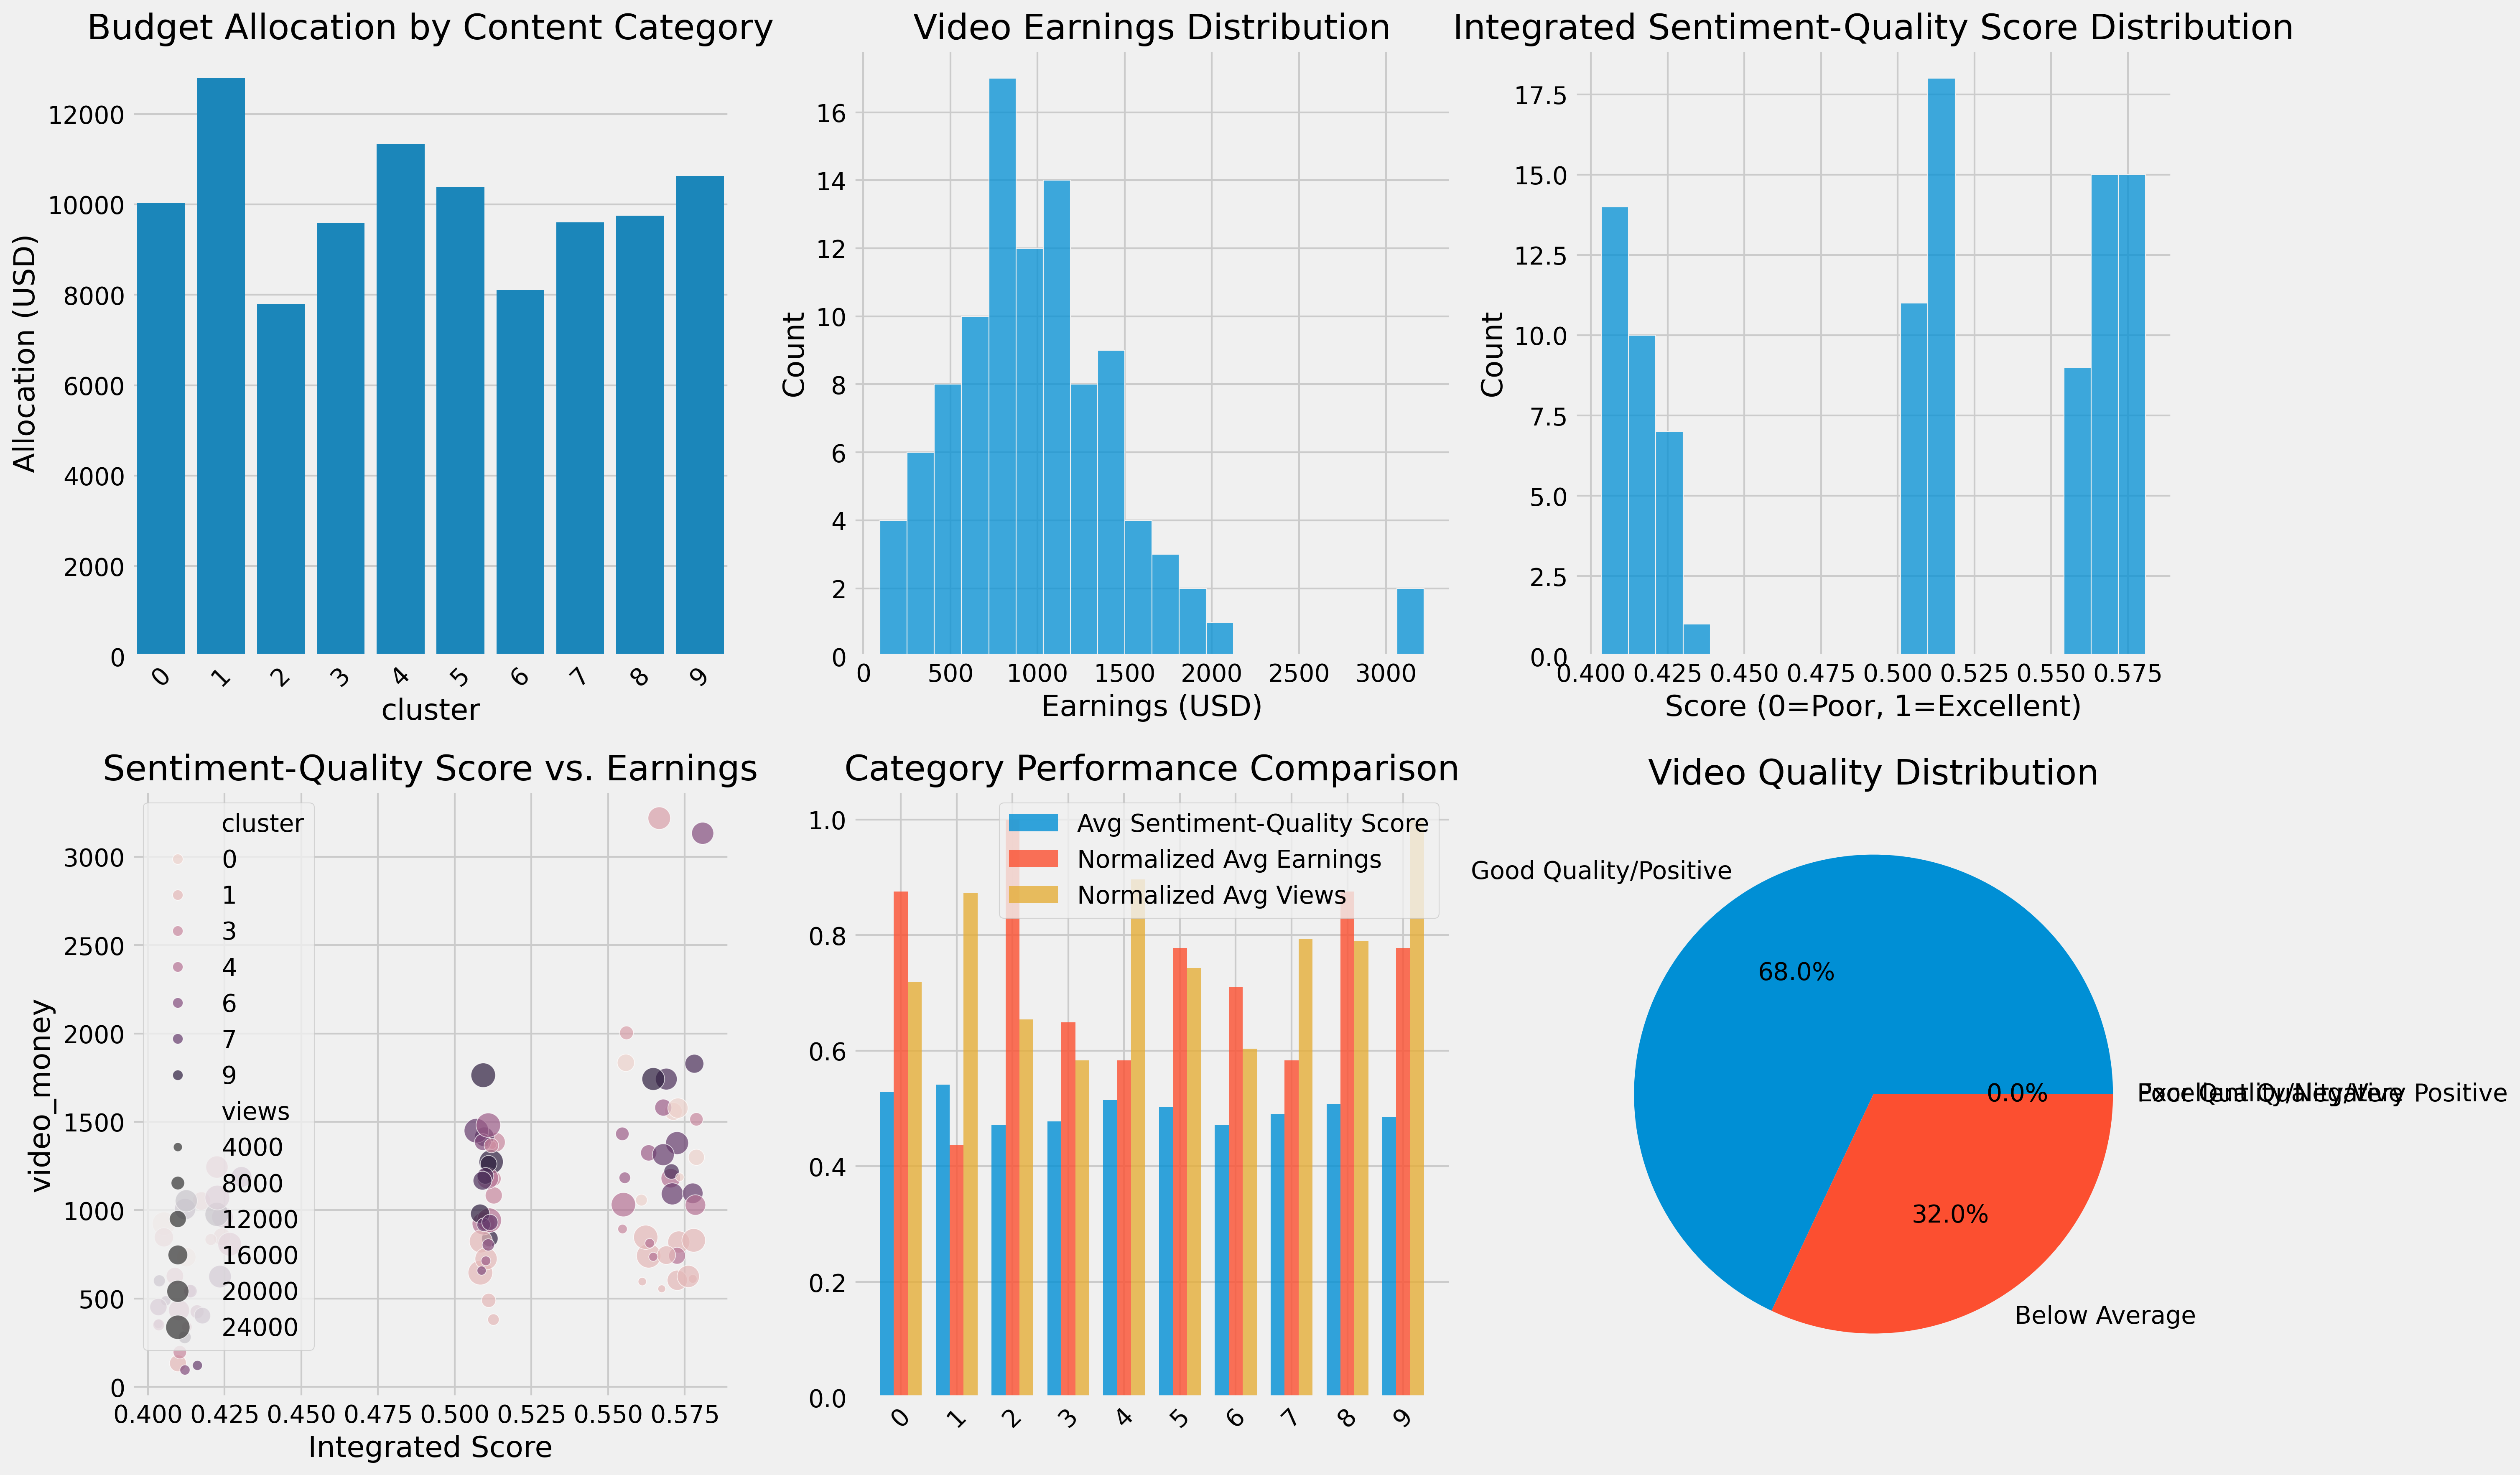 Budget Allocation by Content Category
12000
10000
8000
6000
4000
2000
0
Allocation (USD)
0 1 2 3 4 5 6 7 8 9
cluster
Video Earnings Distribution
16
14
12
10
8
6
4
2
0
Count
0 500 1000 1500 2000 2500 3000
Earnings (USD)
Integrated Sentiment-Quality Score Distribution
17.5
15.0
12.5
10.0
7.5
5.0
2.5
0.0
Count
0.400 0.425 0.450 0.475 0.500 0.525 0.550 0.575
Score (0=Poor, 1=Excellent)
Sentiment-Quality Score vs. Earnings
3000
2500
2000
1500
1000
500
0
video_money
cluster
0
1
3
4
6
7
9
views
4000
8000
12000
16000
20000
24000
0.400 0.425 0.450 0.475 0.500 0.525 0.550 0.575
Integrated Score
Category Performance Comparison
1.0
0.8
0.6
0.4
0.2
0.0
Avg Sentiment-Quality Score
Normalized Avg Earnings
Normalized Avg Views
0 1 2 3 4 5 6 7 8 9
Video Quality Distribution
Good Quality/Positive
68.0%
0.0%
Poor Quality/Negative
Excellent Quality/Very Positive
32.0%
Below Average